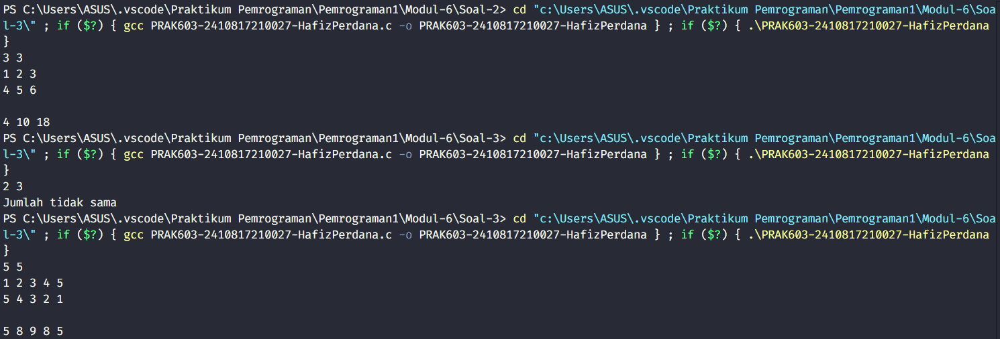 PS C:\Users\ASUS\.vscode\Praktikum Pemrograman\Pemrograman1\Modul-6\Soal-2> cd "c:\Users\ASUS\.vscode\Praktikum Pemrograman\Pemrograman1\Modul-6\Soa
l-3\" ; if ($?) { gcc PRAK603-2410817210027-HafizPerdana.c -o PRAK603-2410817210027-HafizPerdana } ; if ($?) { .\PRAK603-2410817210027-HafizPerdana
}
3 3
1 2 3
4 5 6

4 10 18
PS C:\Users\ASUS\.vscode\Praktikum Pemrograman\Pemrograman1\Modul-6\Soal-3> cd "c:\Users\ASUS\.vscode\Praktikum Pemrograman\Pemrograman1\Modul-6\Soa
l-3\" ; if ($?) { gcc PRAK603-2410817210027-HafizPerdana.c -o PRAK603-2410817210027-HafizPerdana } ; if ($?) { .\PRAK603-2410817210027-HafizPerdana
}
2 3
Jumlah tidak sama
PS C:\Users\ASUS\.vscode\Praktikum Pemrograman\Pemrograman1\Modul-6\Soal-3> cd "c:\Users\ASUS\.vscode\Praktikum Pemrograman\Pemrograman1\Modul-6\Soa
l-3\" ; if ($?) { gcc PRAK603-2410817210027-HafizPerdana.c -o PRAK603-2410817210027-HafizPerdana } ; if ($?) { .\PRAK603-2410817210027-HafizPerdana
}
5 5
1 2 3 4 5
5 4 3 2 1

5 8 9 8 5